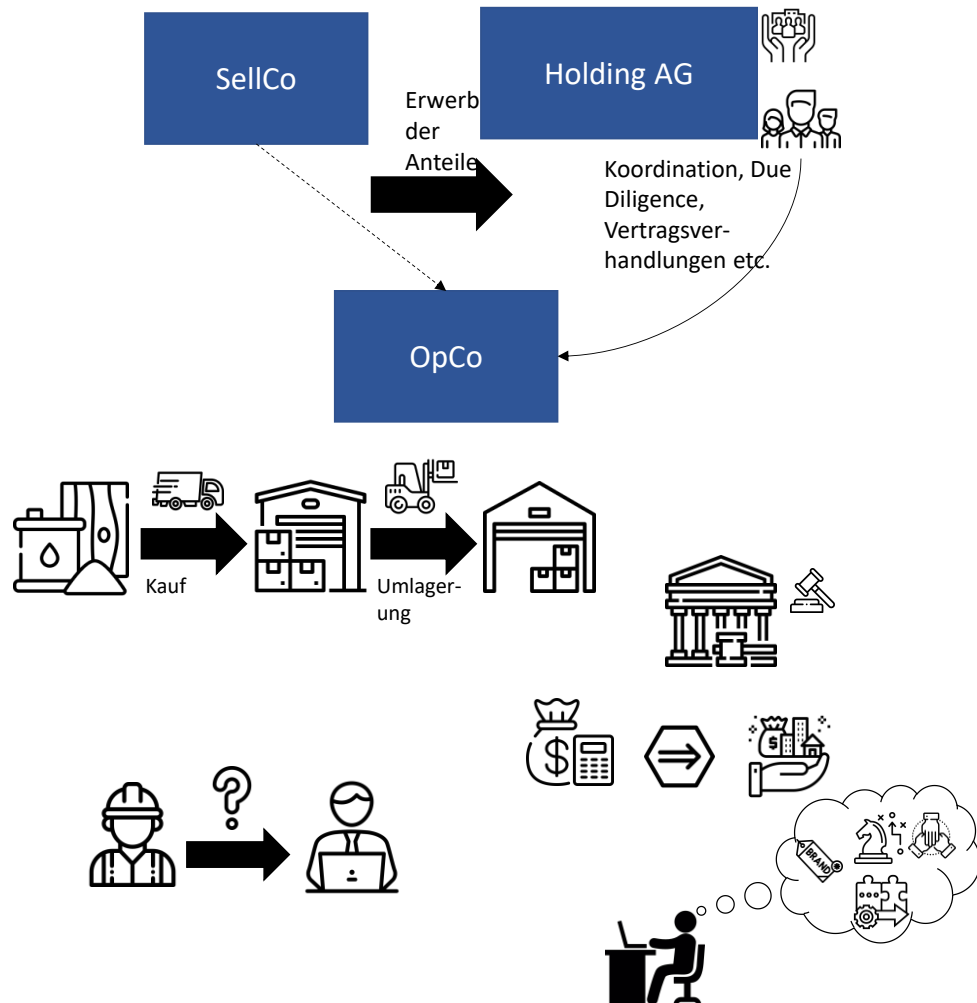 SellCo
Holding AG
Erwerb
der
Anteile
Koordination, Due
Diligence,
Vertragsver-
handlungen etc.
OpCo
Kauf
Umlager-
ung
BRAND